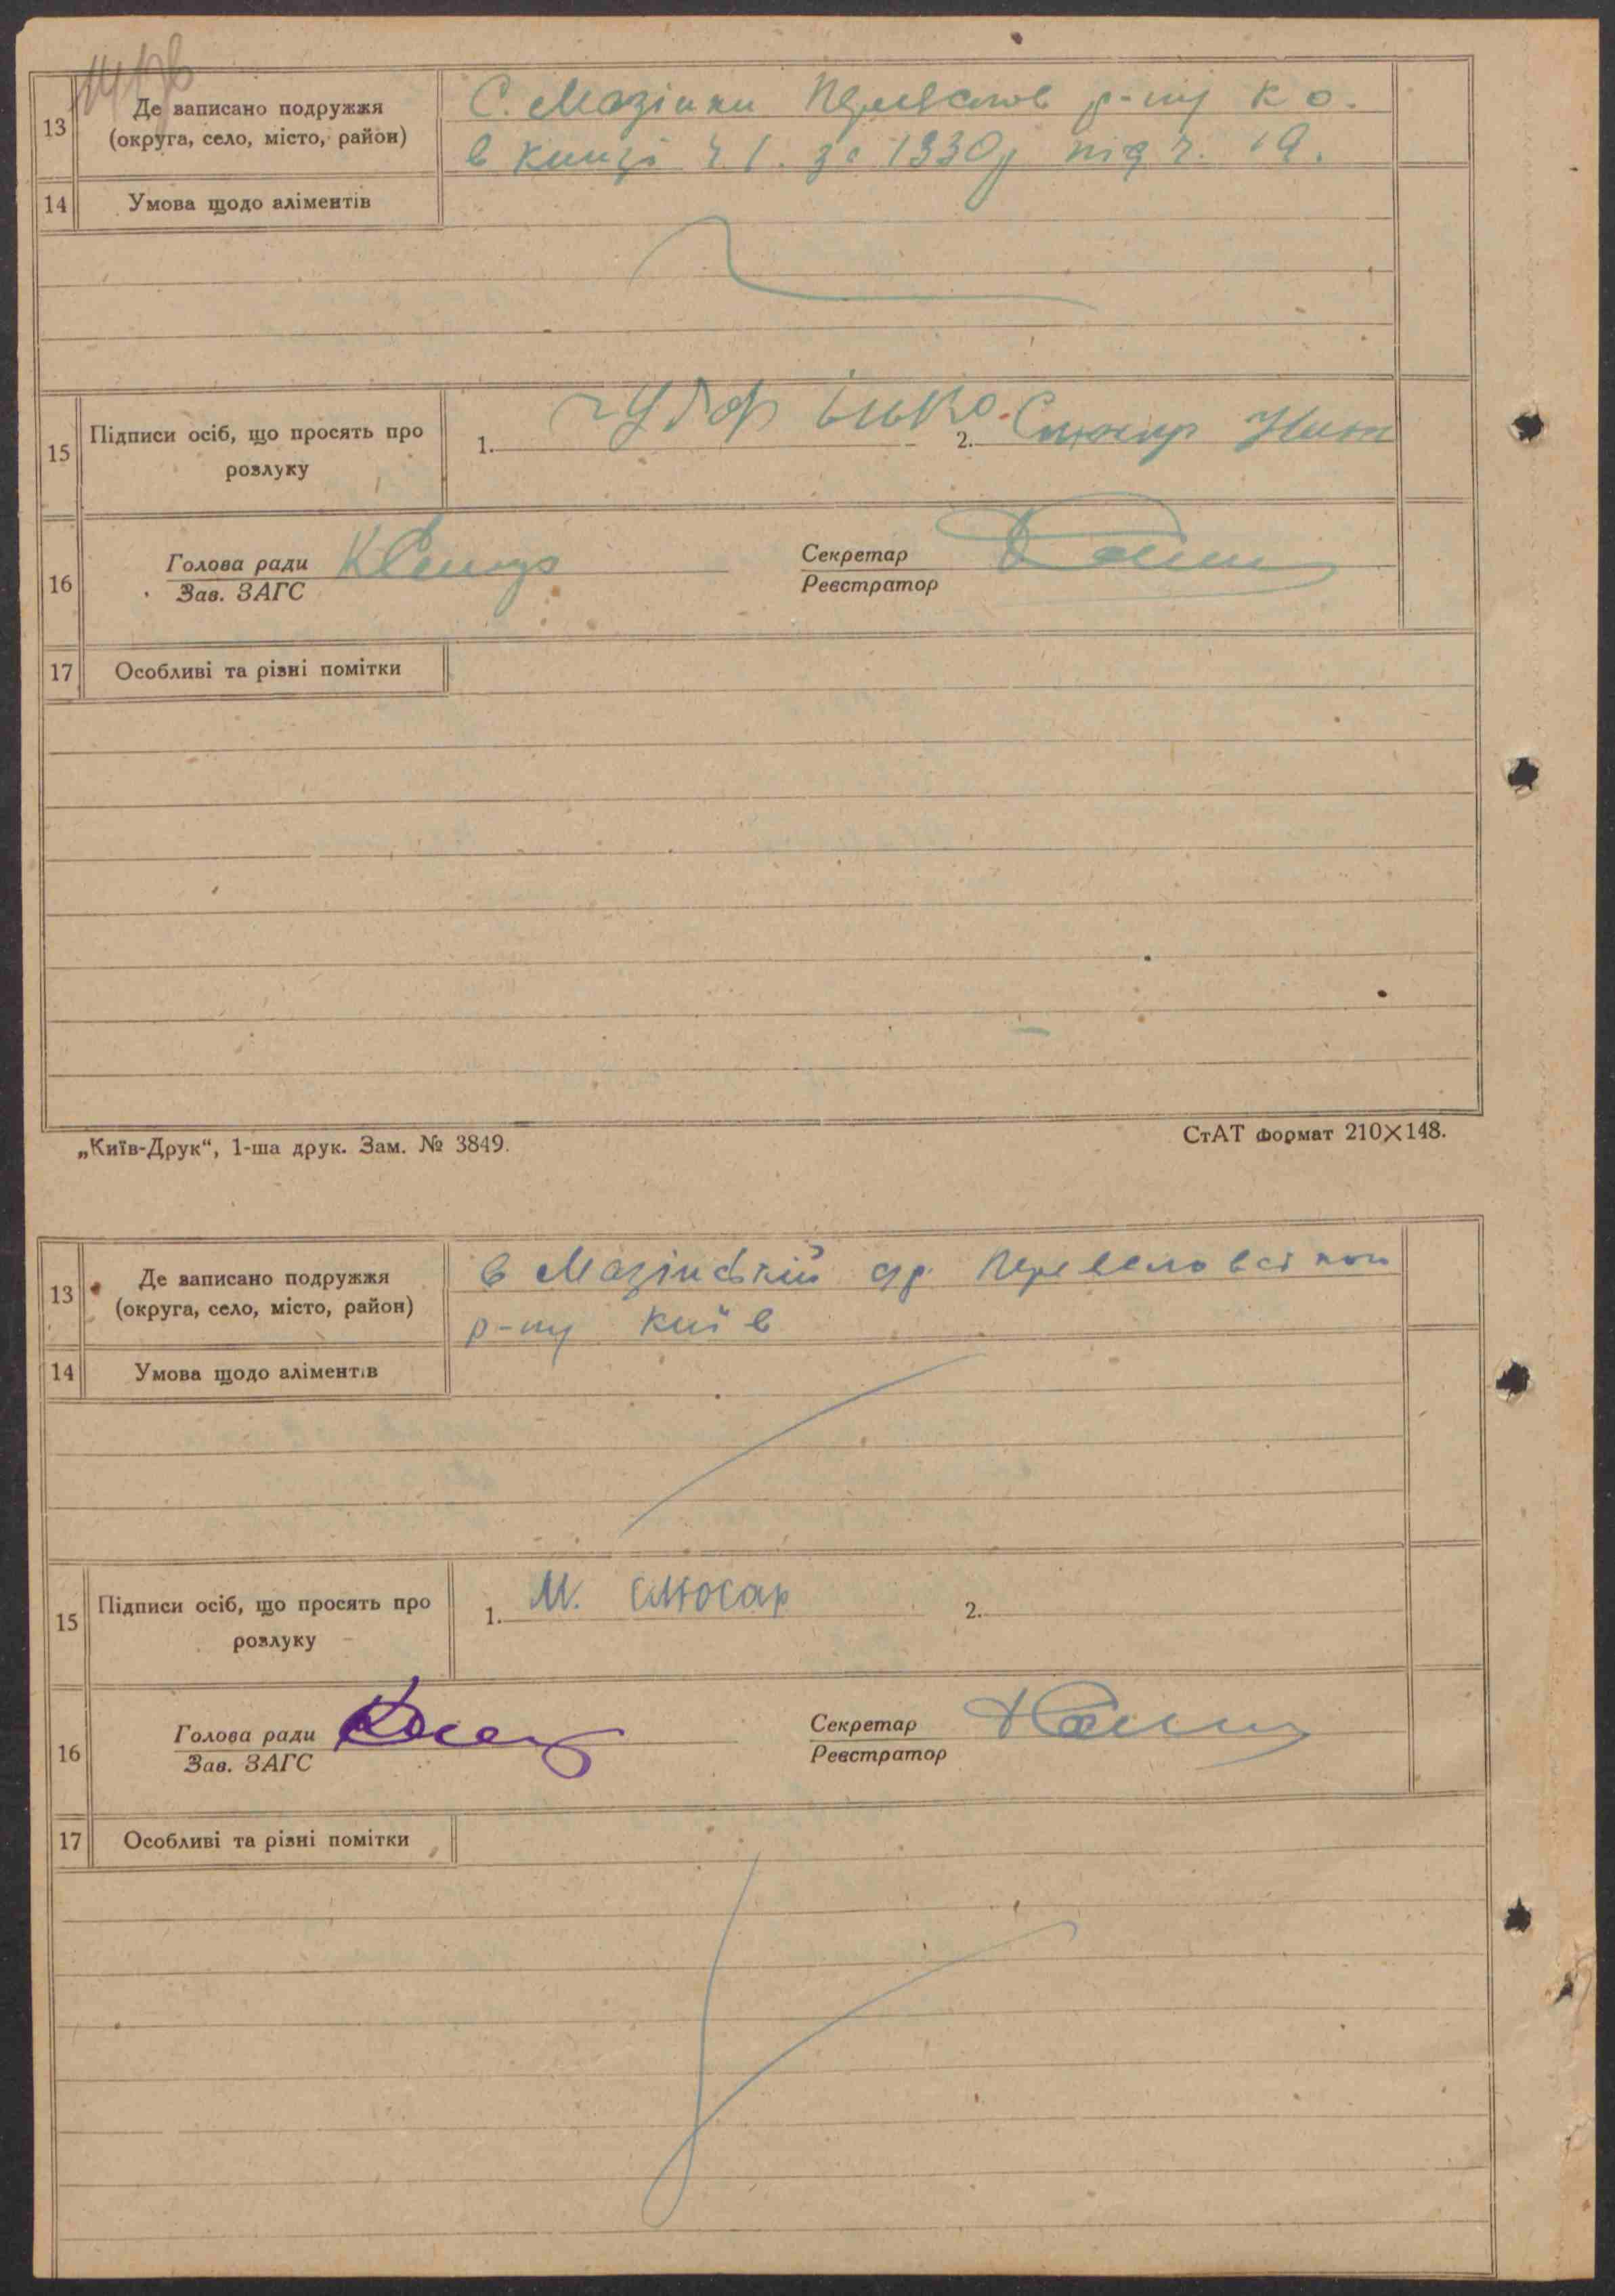 13
Де записано подружжя
(округа, село, місто, район)
С. Мазінки р-ну К о.
в книзі ч 1. за 1930 р під ч. 19.
14
Умова щодо аліментів
15
Підписи осіб, що просять про
розлуку
1.
2. Слюсар
16
Голова ради
Зав. ЗАГС
Секретар
Реєстратор
17
Особливі та різні помітки
„Київ-Друк“, 1-ша друк. Зам. № 3849.
СтАТ формат 210×148.
13
Де записано подружжя
(округа, село, місто, район)
в Мазінській
р-ну Київ
14
Умова щодо аліментів
15
Підписи осіб, що просять про
розлуку
1. М. Слюсар
2.
16
Голова ради
Зав. ЗАГС
Секретар
Реєстратор
17
Особливі та різні помітки